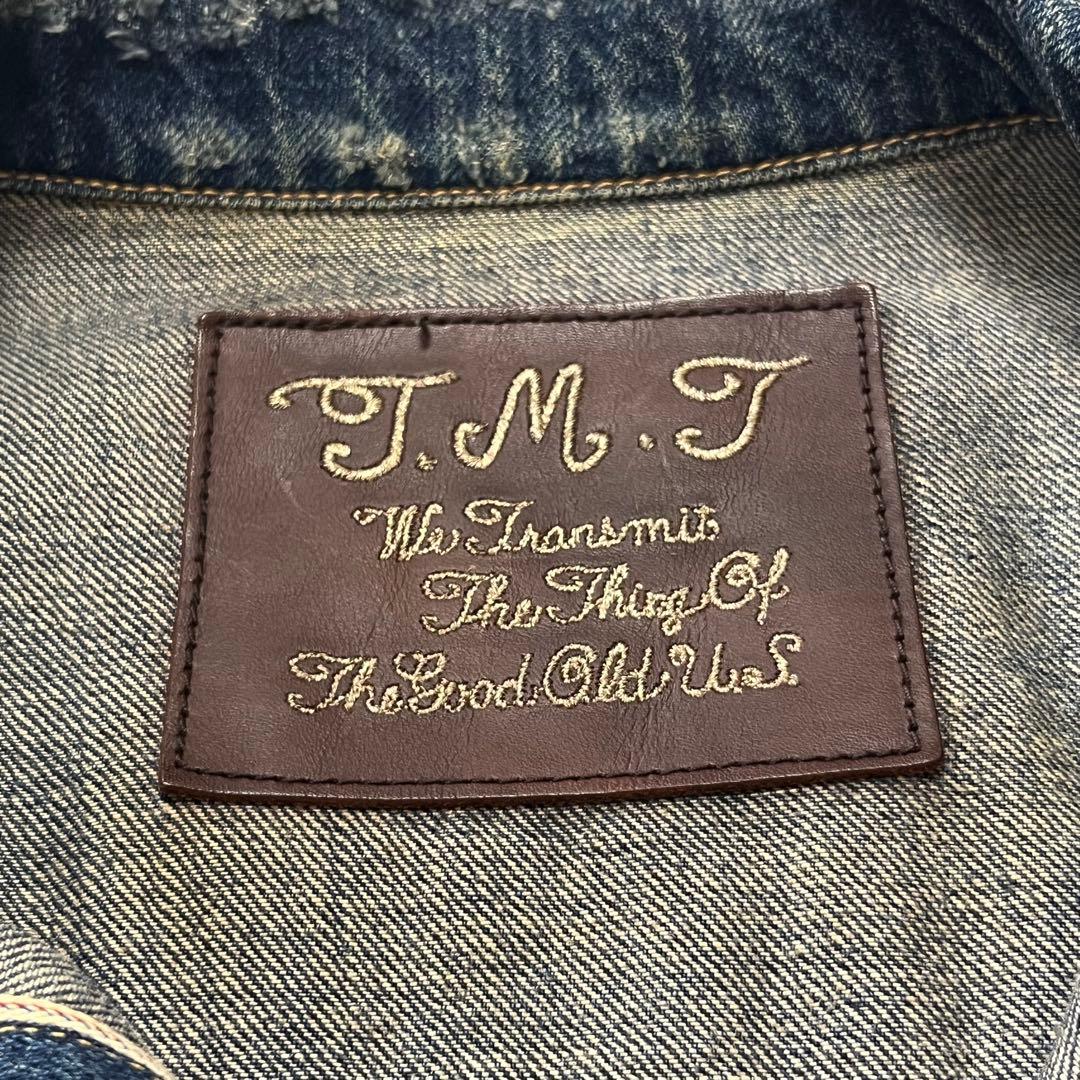 T.M.T
We Transmit
The Thing Of
The Good Old U.S.